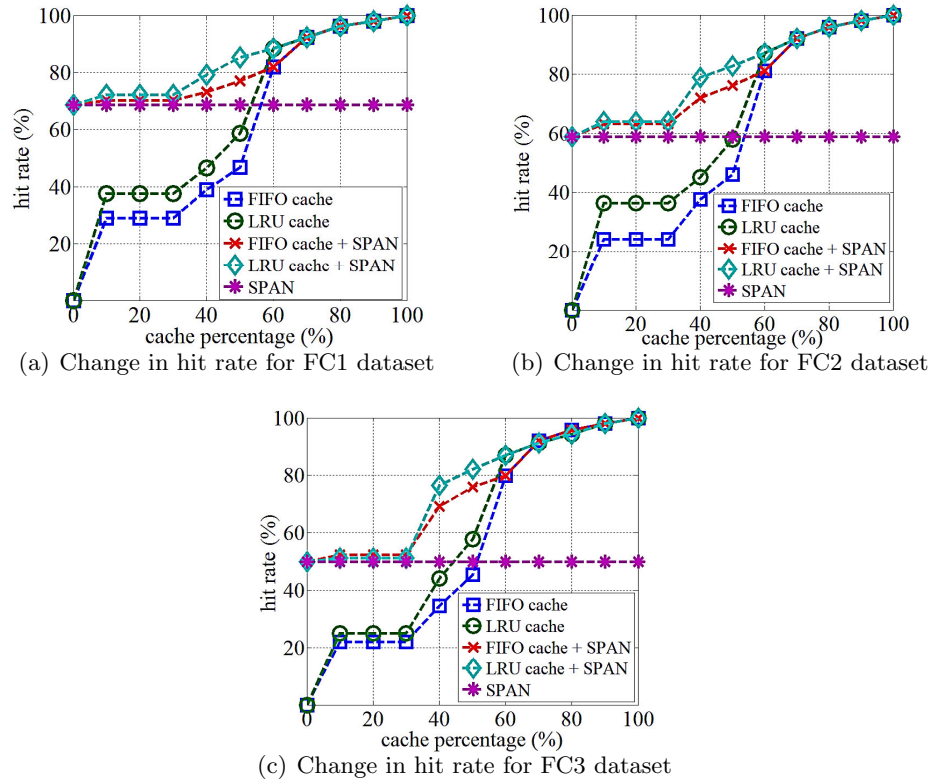 100
80
60
40
20
hit rate (%)
0 20 40 60 80 100
cache percentage (%)
FIFO cache
LRU cache
FIFO cache + SPAN
LRU cache + SPAN
SPAN
(a) Change in hit rate for FC1 dataset
100
80
60
40
20
hit rate (%)
0 20 40 60 80 100
cache percentage (%)
FIFO cache
LRU cache
FIFO cache + SPAN
LRU cache + SPAN
SPAN
(b) Change in hit rate for FC2 dataset
100
80
60
40
20
hit rate (%)
0 20 40 60 80 100
cache percentage (%)
FIFO cache
LRU cache
FIFO cache + SPAN
LRU cache + SPAN
SPAN
(c) Change in hit rate for FC3 dataset